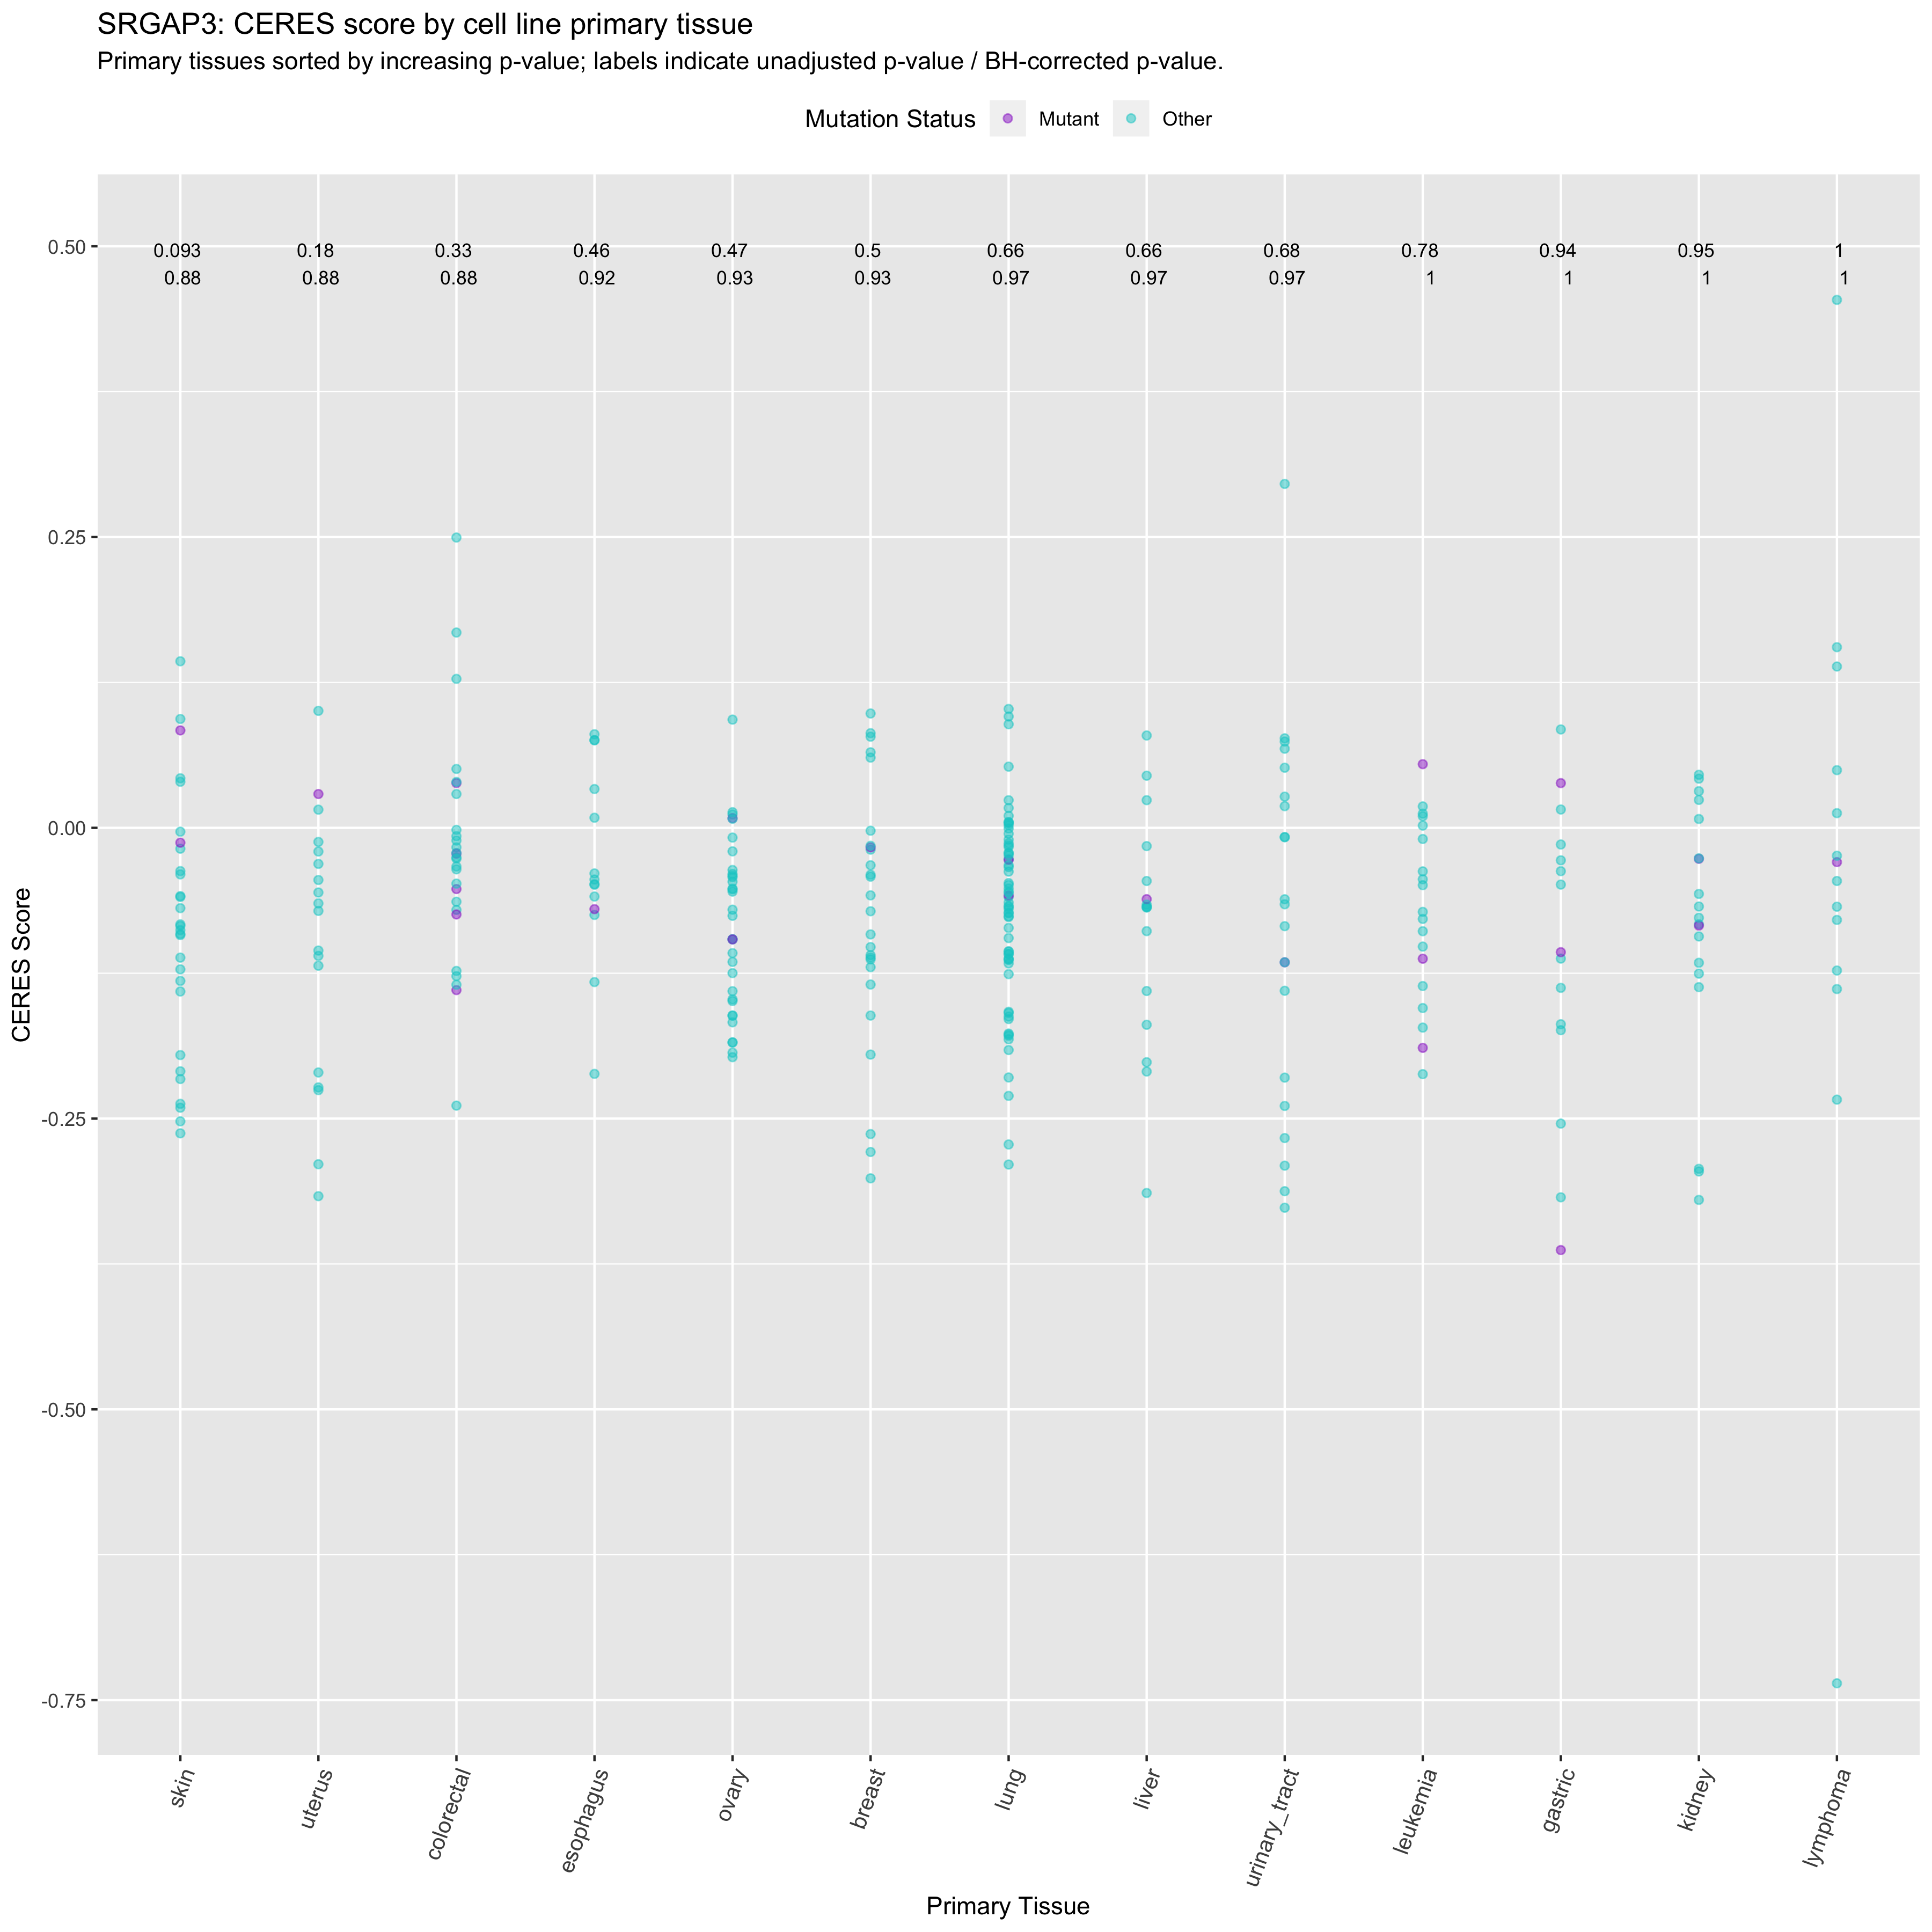 SRGAP3: CERES score by cell line primary tissue
Primary tissues sorted by increasing p-value; labels indicate unadjusted p-value / BH-corrected p-value.
Mutation Status Mutant Other
0.50 0.093 0.18 0.33 0.46 0.47 0.5 0.66 0.66 0.68 0.78 0.94 0.95 1
0.88 0.88 0.88 0.92 0.93 0.93 0.97 0.97 0.97 1 1 1 1
0.25
0.00
-0.25
-0.50
-0.75
CERES Score
skin uterus colorectal esophagus ovary breast lung liver urinary_tract leukemia gastric kidney lymphoma
Primary Tissue